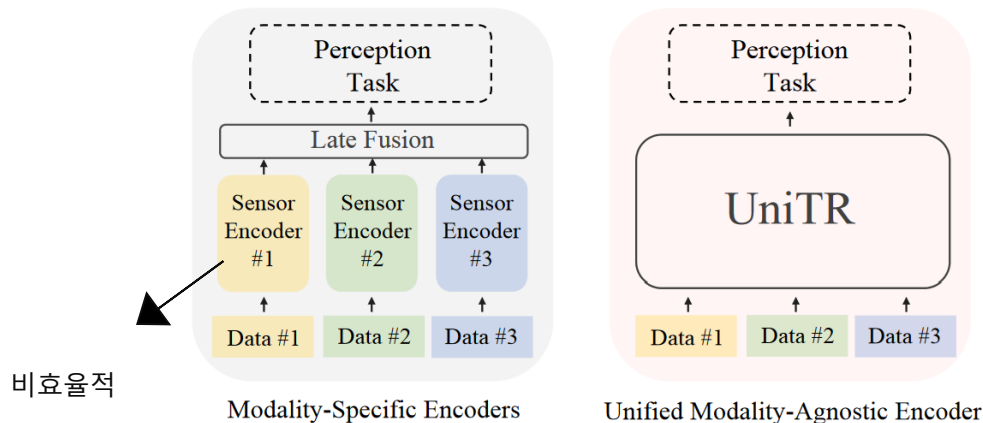 Perception
Task
Late Fusion
Sensor
Encoder
#1
Sensor
Encoder
#2
Sensor
Encoder
#3
Data #1
Data #2
Data #3
비효율적
Modality-Specific Encoders
Perception
Task
UniTR
Data #1
Data #2
Data #3
Unified Modality-Agnostic Encoder